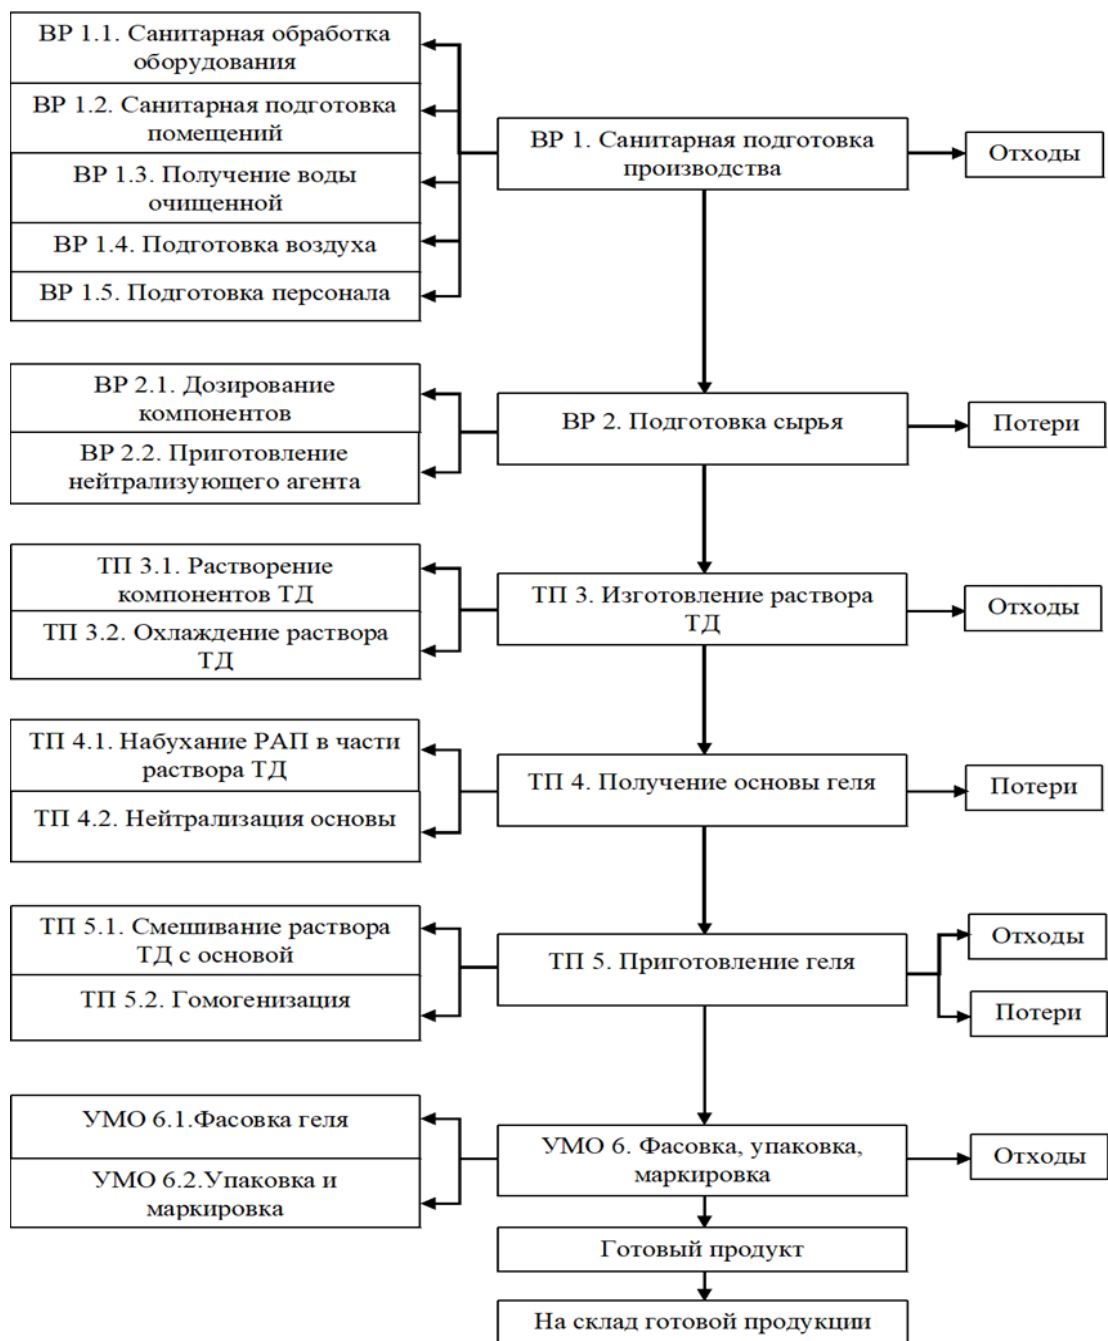 ВР 1.1. Санитарная обработка
оборудования
ВР 1.2. Санитарная подготовка
помещений
ВР 1.3. Получение воды
очищенной
ВР 1.4. Подготовка воздуха
ВР 1.5. Подготовка персонала
ВР 1. Санитарная подготовка
производства
Отходы
ВР 2.1. Дозирование
компонентов
ВР 2.2. Приготовление
нейтрализующего агента
ВР 2. Подготовка сырья
Потери
ТП 3.1. Растворение
компонентов ТД
ТП 3.2. Охлаждение раствора
ТД
ТП 3. Изготовление раствора
ТД
Отходы
ТП 4.1. Набухание РАП в части
раствора ТД
ТП 4.2. Нейтрализация основы
ТП 4. Получение основы геля
Потери
ТП 5.1. Смешивание раствора
ТД с основой
ТП 5.2. Гомогенизация
ТП 5. Приготовление геля
Отходы
Потери
УМО 6.1.Фасовка геля
УМО 6.2.Упаковка и
маркировка
УМО 6. Фасовка, упаковка,
маркировка
Отходы
Готовый продукт
На склад готовой продукции